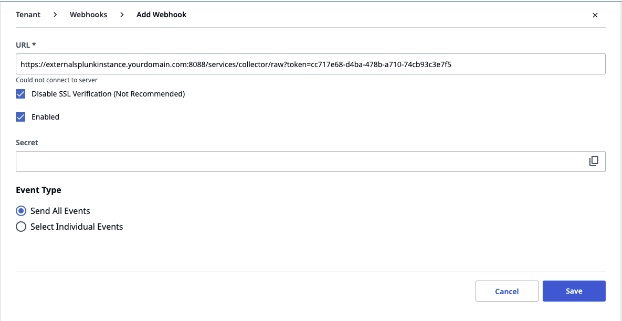 Tenant > Webhooks > Add Webhook ×
URL *
https://externalsplunkinstance.yourdomain.com:8088/services/collector/raw?token=cc717e68-d4ba-478b-a710-74cb93c3e7f5
Could not connect to server
Disable SSL Verification (Not Recommended)
Enabled
Secret
Event Type
Send All Events
Select Individual Events
Cancel Save